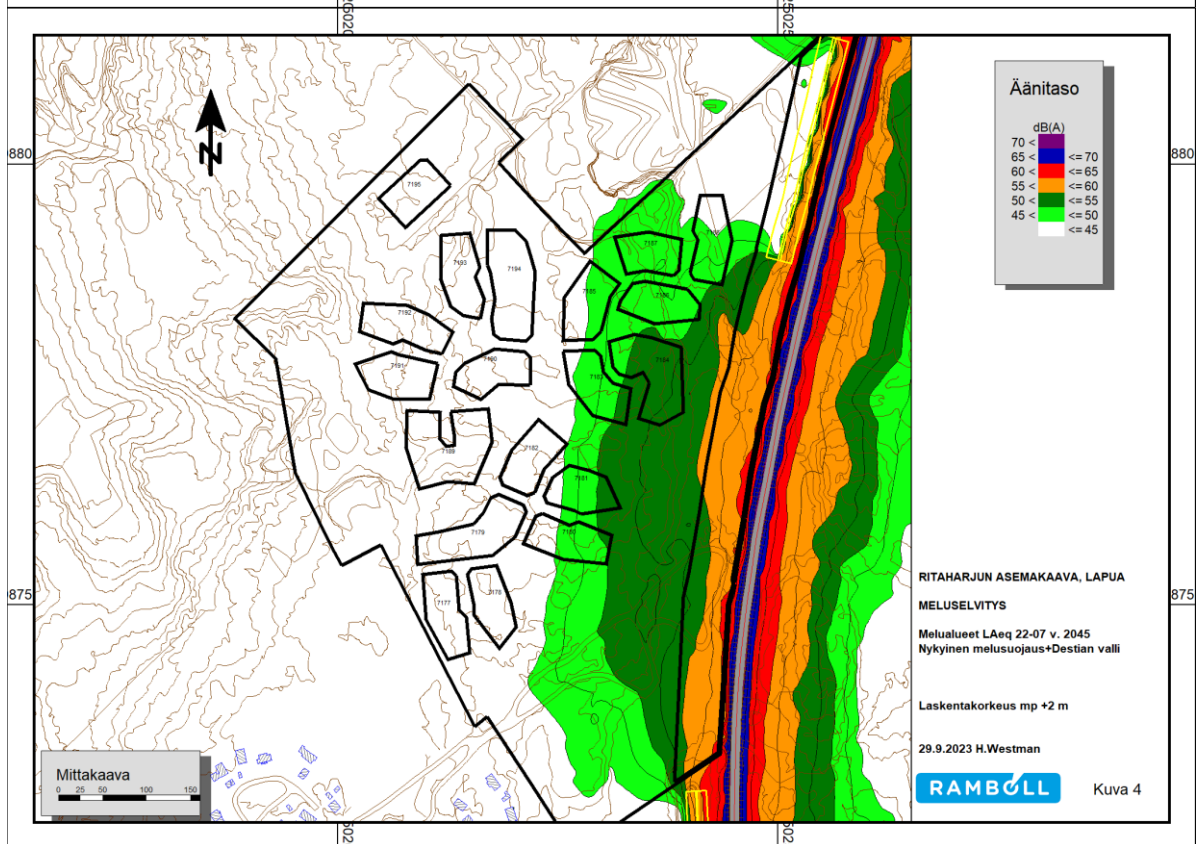 880
880
875
875
N
7195
7193
7194
7192
7191
7190
7189
7185
7187
7186
7184
7183
7182
7181
7180
7179
7177
7178
Äänitaso
dB(A)
70 <
65 < <= 70
60 < <= 65
55 < <= 60
50 < <= 55
45 < <= 50
<= 45
RITAHARJUN ASEMAKAAVA, LAPUA
MELUSELVITYS
Melualueet LAeq 22-07 v. 2045
Nykyinen melusuojaus+Destian valli
Laskentakorkeus mp +2 m
29.9.2023 H.Westman
RAMBOLL
Kuva 4
Mittakaava
0 25 50 100 150